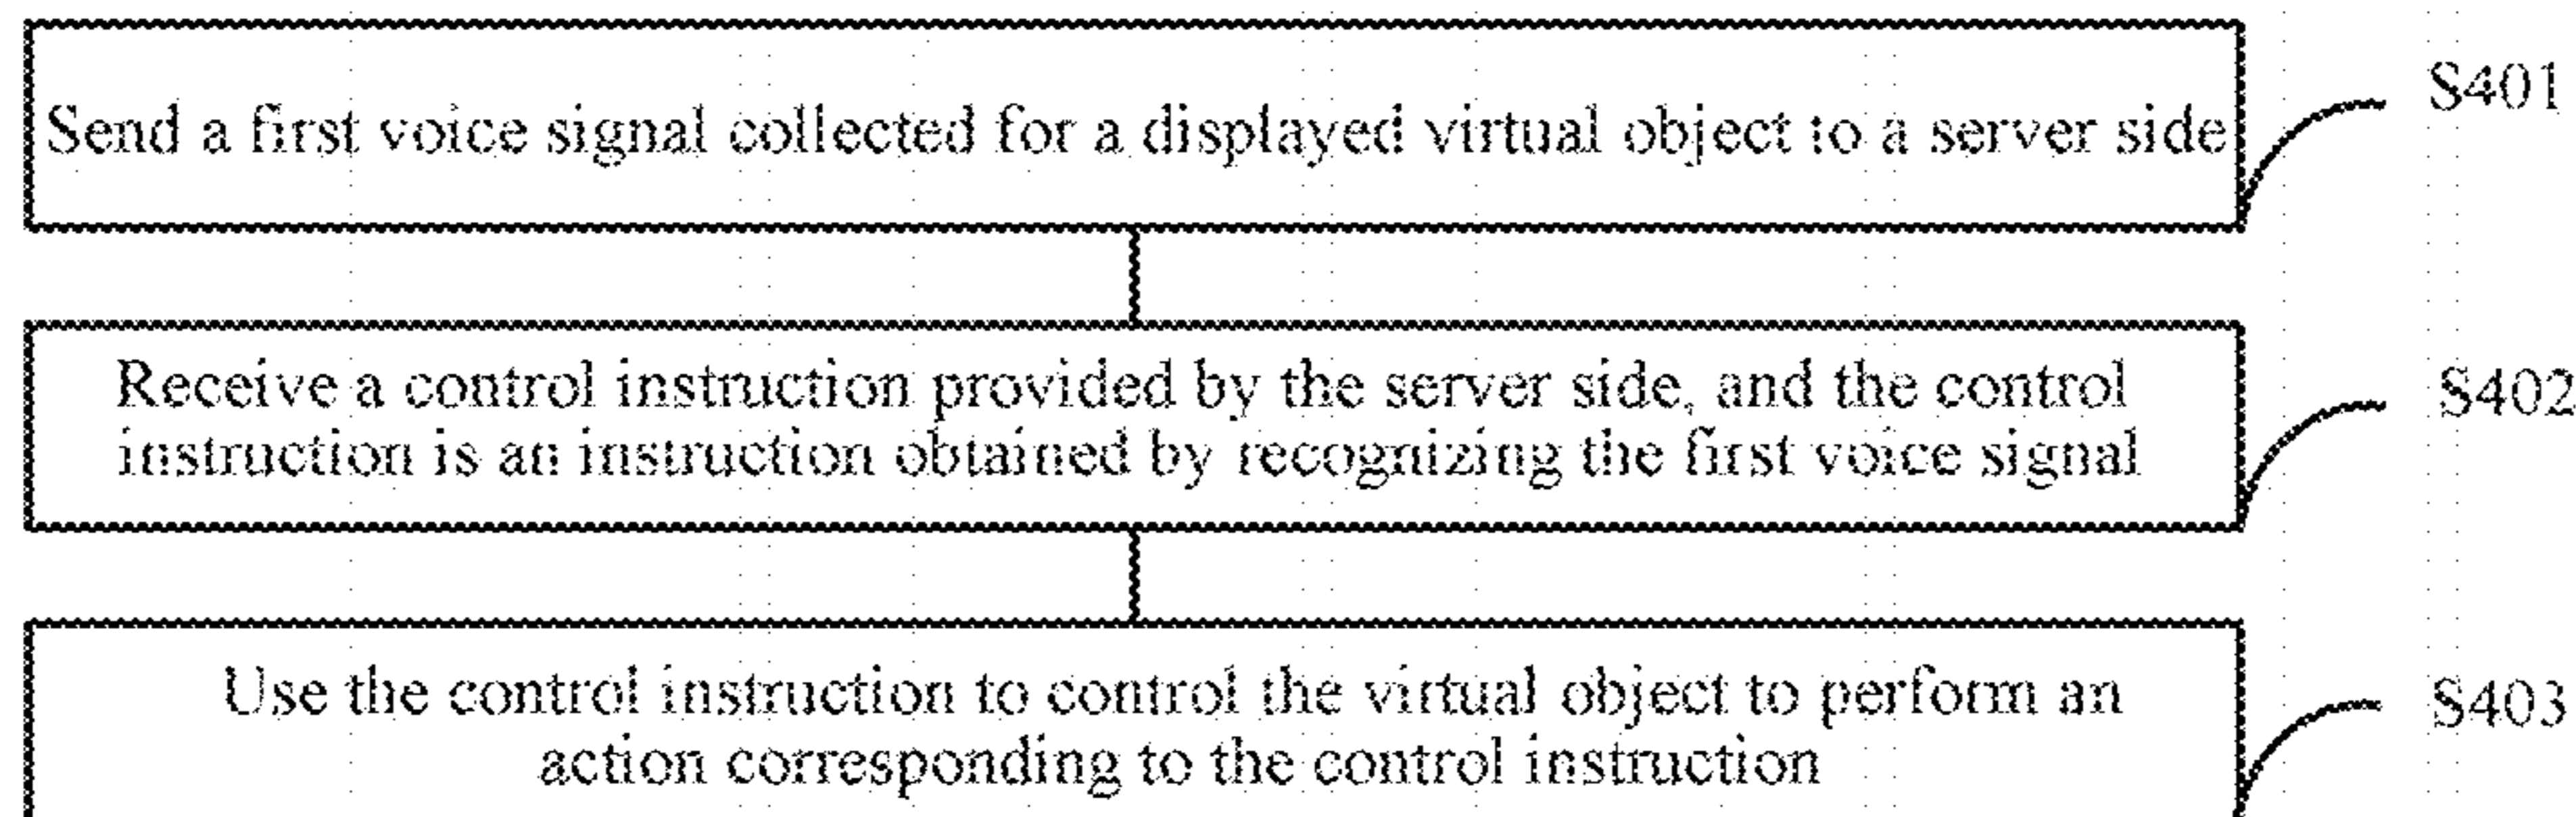 Send a first voice signal collected for a displayed virtual object to a server side
S401
Receive a control instruction provided by the server side, and the control
instruction is an instruction obtained by recognizing the first voice signal
S402
Use the control instruction to control the virtual object to perform an
action corresponding to the control instruction
S403